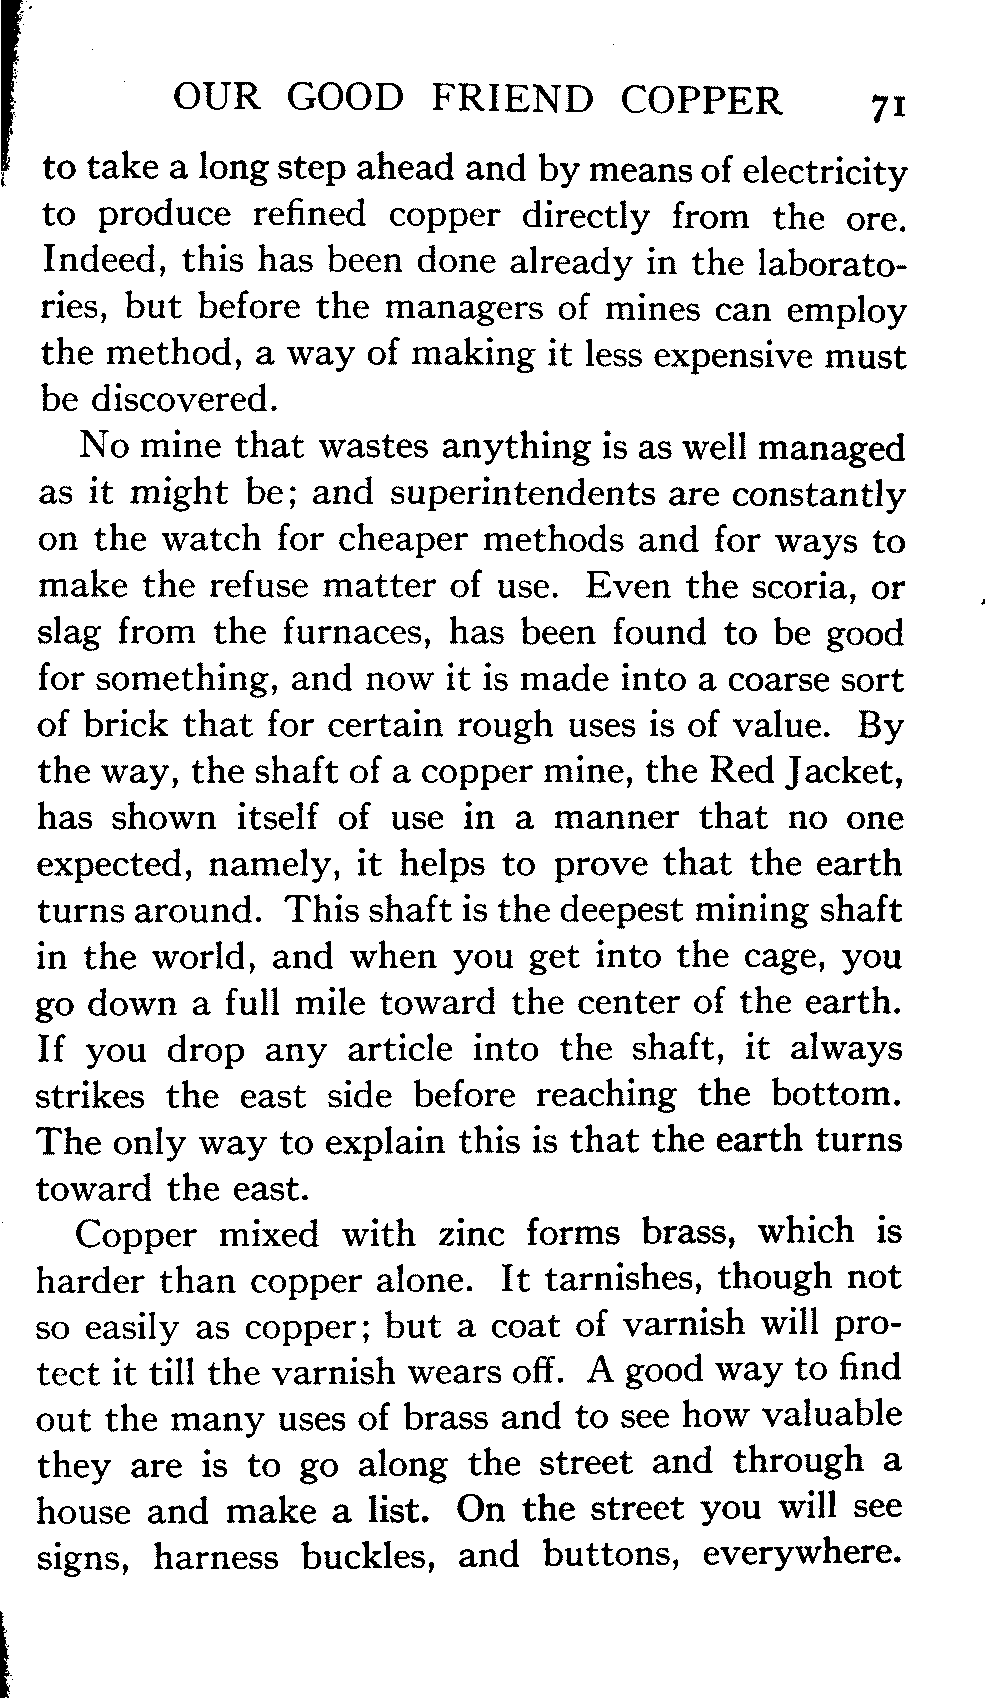 OUR GOOD FRIEND COPPER 71
to take a long step ahead and by means of electricity
to produce refined copper directly from the ore.
Indeed, this has been done already in the laborato-
ries, but before the managers of mines can employ
the method, a way of making it less expensive must
be discovered.
No mine that wastes anything is as well managed
as it might be; and superintendents are constantly
on the watch for cheaper methods and for ways to
make the refuse matter of use. Even the scoria, or
slag from the furnaces, has been found to be good
for something, and now it is made into a coarse sort
of brick that for certain rough uses is of value. By
the way, the shaft of a copper mine, the Red Jacket,
has shown itself of use in a manner that no one
expected, namely, it helps to prove that the earth
turns around. This shaft is the deepest mining shaft
in the world, and when you get into the cage, you
go down a full mile toward the center of the earth.
If you drop any article into the shaft, it always
strikes the east side before reaching the bottom.
The only way to explain this is that the earth turns
toward the east.
Copper mixed with zinc forms brass, which is
harder than copper alone. It tarnishes, though not
so easily as copper; but a coat of varnish will pro-
tect it till the varnish wears off. A good way to find
out the many uses of brass and to see how valuable
they are is to go along the street and through a
house and make a list. On the street you will see
signs, harness buckles, and buttons, everywhere.